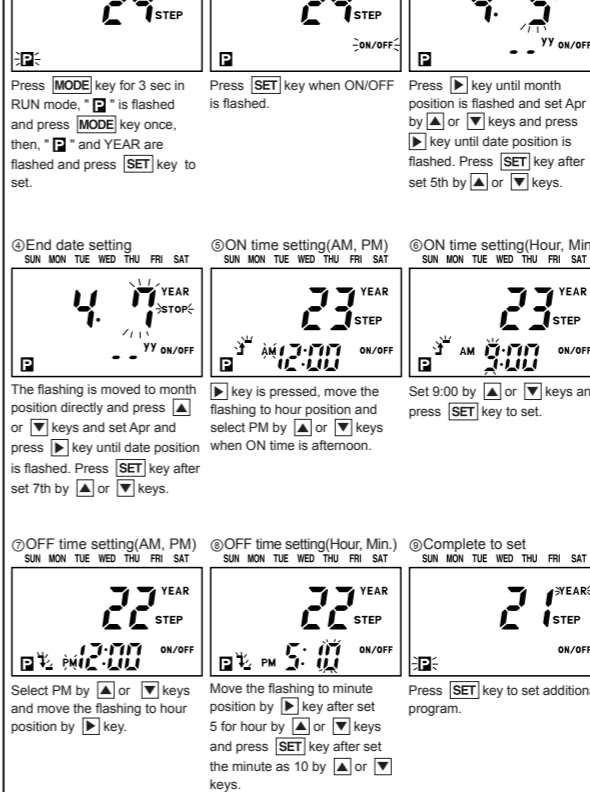 24 STEP
P
Press MODE key for 3 sec in
RUN mode, " P " is flashed
and press MODE key once,
then, " P " and YEAR are
flashed and press SET key to
set.
24 STEP
ON/OFF
Press SET key when ON/OFF
is flashed.
4. 5
-- YY ON/OFF
P
Press ▶ key until month
position is flashed and set Apr
by ▲ or ▼ keys and press
▶ key until date position is
flashed. Press SET key after
set 5th by ▲ or ▼ keys.
④End date setting
SUN MON TUE WED THU FRI SAT
4. 7 YEAR
STOP
-- YY ON/OFF
P
The flashing is moved to month
position directly and press ▲
or ▼ keys and set Apr and
press ▶ key until date position
is flashed. Press SET key after
set 7th by ▲ or ▼ keys.
⑤ON time setting(AM, PM)
SUN MON TUE WED THU FRI SAT
23 YEAR
STEP
P AM 12:00 ON/OFF
▶ key is pressed, move the
flashing to hour position and
select PM by ▲ or ▼ keys
when ON time is afternoon.
⑥ON time setting(Hour, Min
SUN MON TUE WED THU FRI SAT
23 YEAR
STEP
P AM 9:00 ON/OFF
Set 9:00 by ▲ or ▼ keys an
press SET key to set.
⑦OFF time setting(AM, PM)
SUN MON TUE WED THU FRI SAT
22 YEAR
STEP
P PM 12:00 ON/OFF
Select PM by ▲ or ▼ keys
and move the flashing to hour
position by ▶ key.
⑧OFF time setting(Hour, Min.)
SUN MON TUE WED THU FRI SAT
22 YEAR
STEP
P PM 5:10 ON/OFF
Move the flashing to minute
position by ▶ key after set
5 for hour by ▲ or ▼ keys
and press SET key after set
the minute as 10 by ▲ or ▼
keys.
⑨Complete to set
SUN MON TUE WED THU FRI SAT
21 YEAR
STEP
ON/OFF
P
Press SET key to set additiona
program.